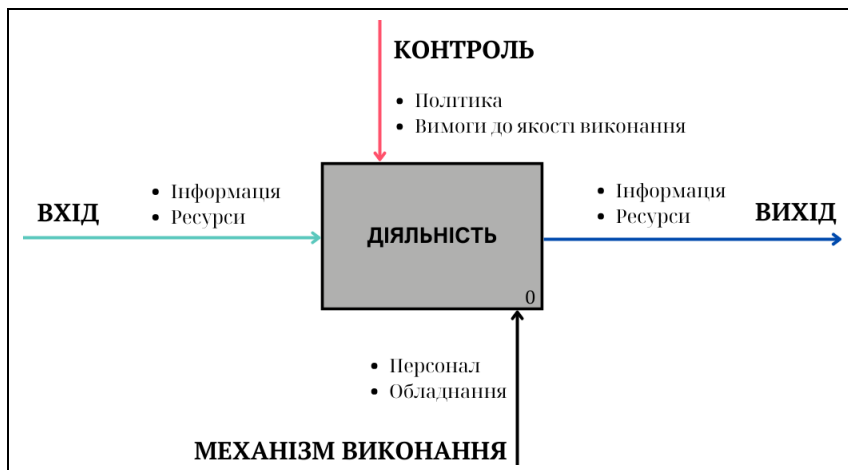 КОНТРОЛЬ
• Політика
• Вимоги до якості виконання
ВХІД
• Інформація
• Ресурси
ДІЯЛЬНІСТЬ
0
• Інформація
• Ресурси
ВИХІД
• Персонал
• Обладнання
МЕХАНІЗМ ВИКОНАННЯ